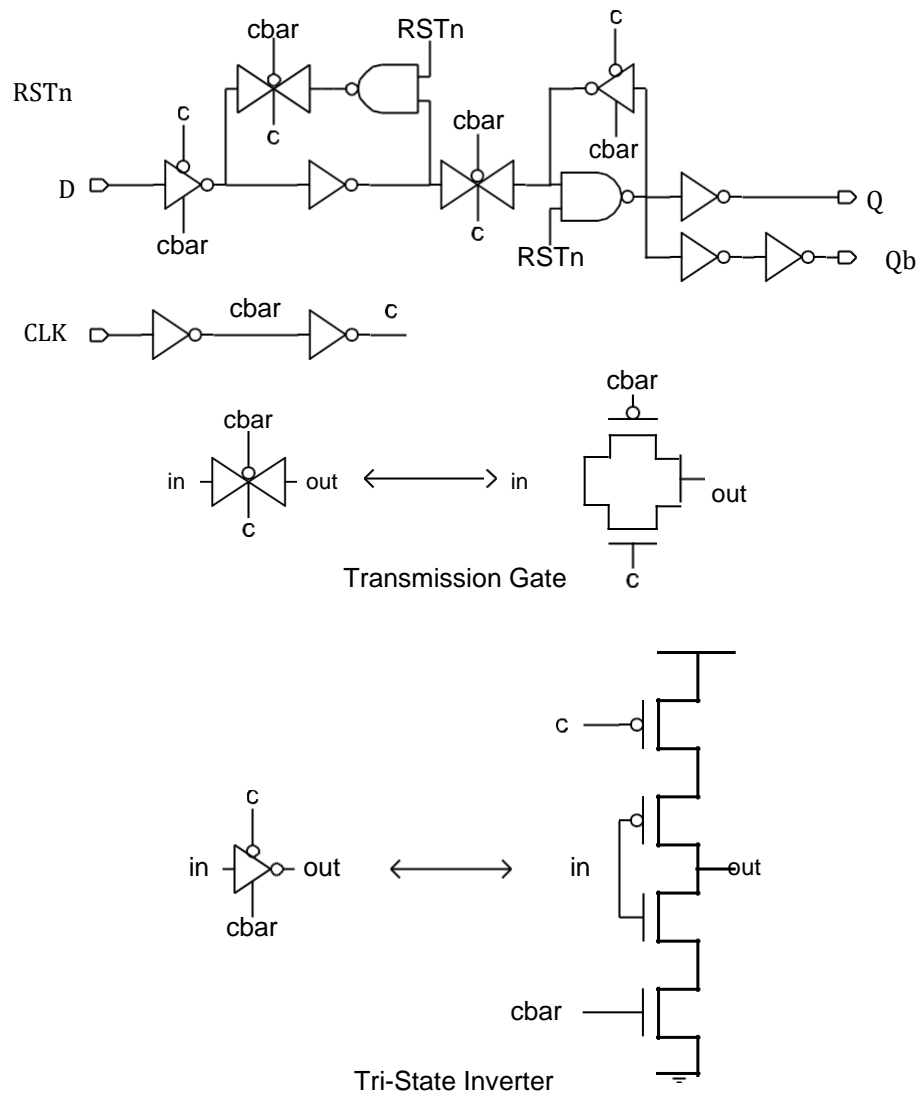 c
cbar
RSTn
RSTn
c
cbar
c
cbar
D
Q
cbar
c
RSTn
Qb
cbar
c
CLK
cbar
cbar
in
out
in
out
c
c
Transmission Gate
c
c
in
out
in
out
cbar
cbar
Tri-State Inverter